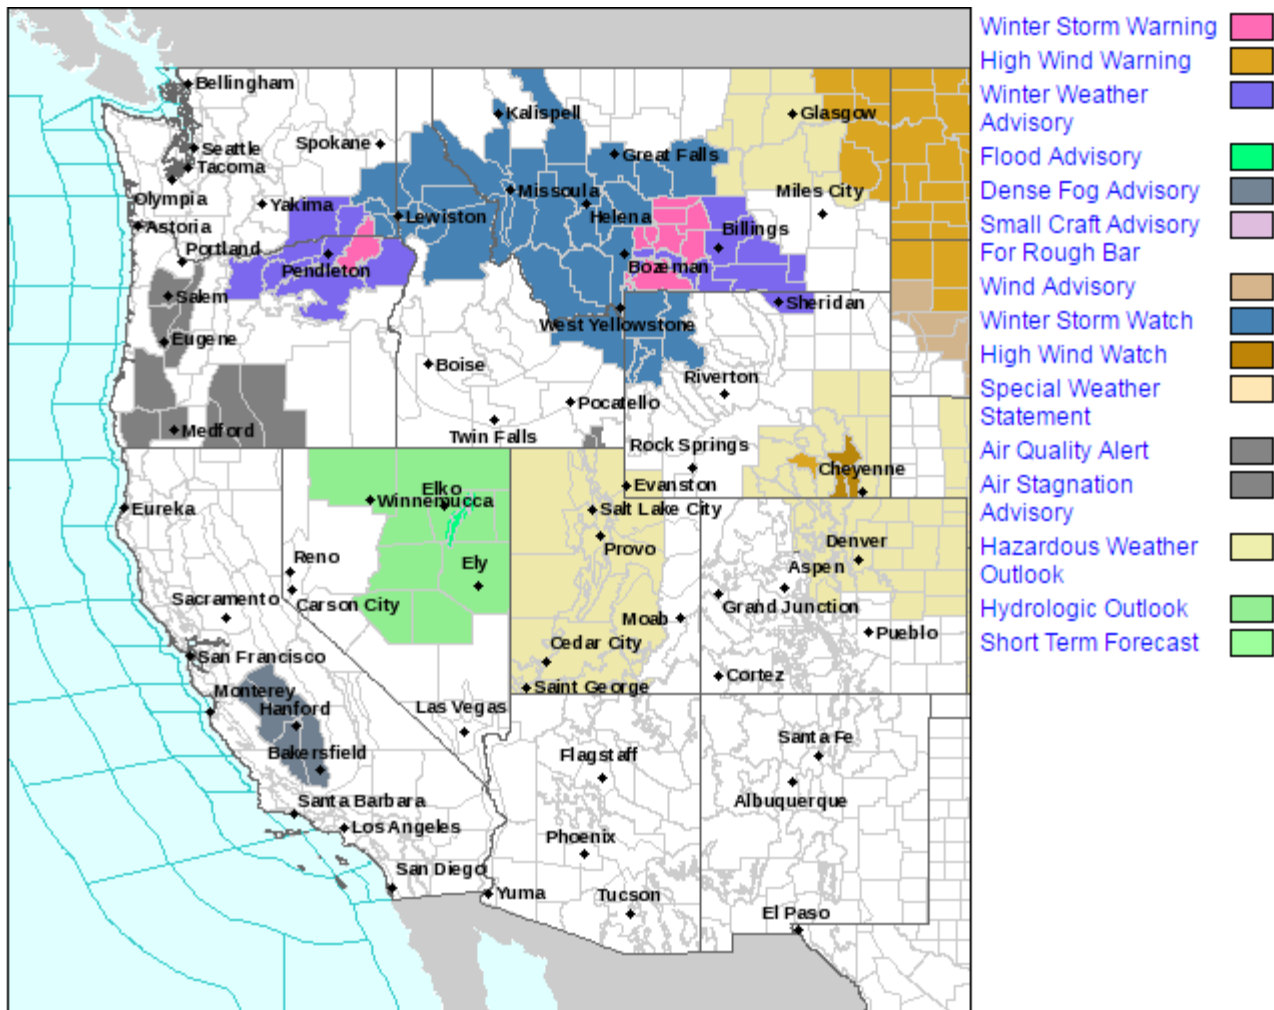 Bellingham
Kalispell
Glasgow
Seattle
Spokane
Great Falls
Tacoma
Missoula
Miles City
Olympia
Yakima
Lewiston
Helena
Astoria
Billings
Portland
Pendleton
Bozeman
Salem
Sheridan
West Yellowstone
Eugene
Boise
Riverton
Pocatello
Medford
Twin Falls
Rock Springs
Cheyenne
Elko
Evanston
Winnemucca
Eureka
Salt Lake City
Provo
Denver
Reno
Ely
Aspen
Sacramento
Carson City
Grand Junction
Moab
Pueblo
Cedar City
San Francisco
Cortez
Monterey
Saint George
Hanford
Las Vegas
Santa Fe
Bakersfield
Flagstaff
Santa Barbara
Albuquerque
Los Angeles
Phoenix
San Diego
Yuma
Tucson
El Paso
Winter Storm Warning
High Wind Warning
Winter Weather
Advisory
Flood Advisory
Dense Fog Advisory
Small Craft Advisory
For Rough Bar
Wind Advisory
Winter Storm Watch
High Wind Watch
Special Weather
Statement
Air Quality Alert
Air Stagnation
Advisory
Hazardous Weather
Outlook
Hydrologic Outlook
Short Term Forecast